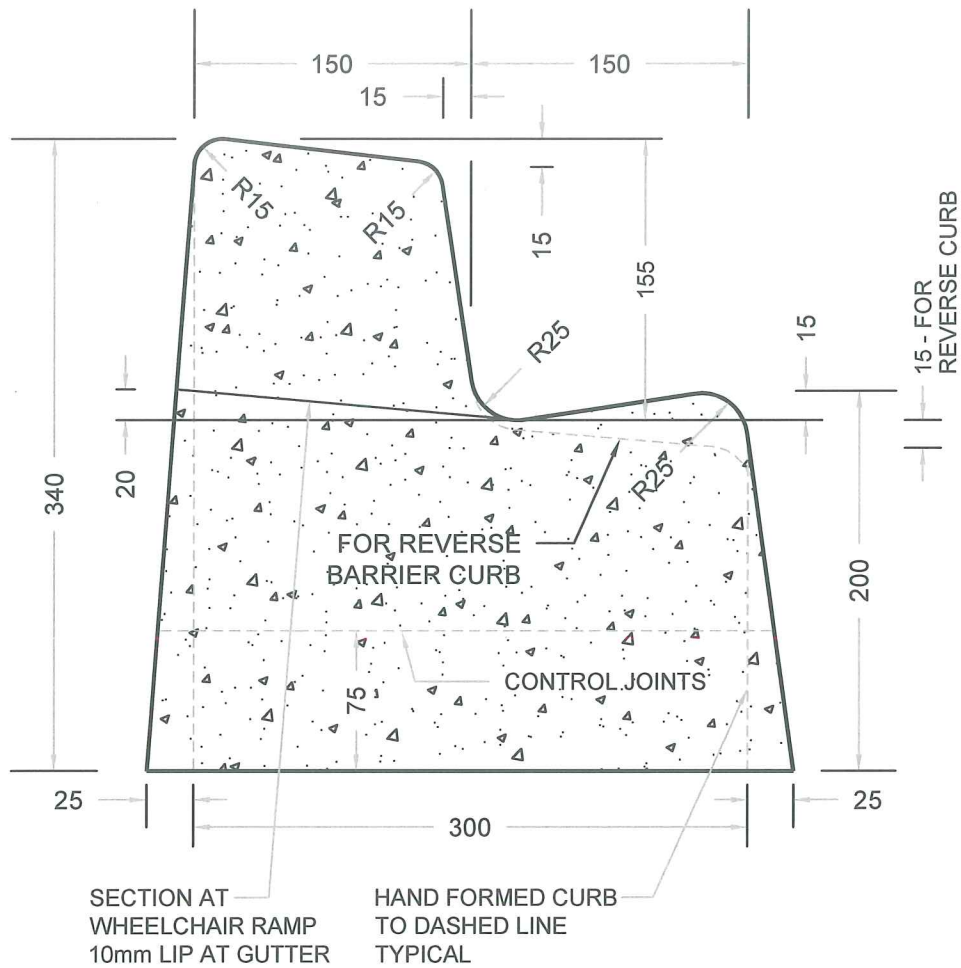 150
150
15
R15
R15
15
155
15 - FOR
REVERSE CURB
15
R25
340
20
R25
FOR REVERSE
BARRIER CURB
200
75
CONTROL JOINTS
25
300
25
SECTION AT
WHEELCHAIR RAMP
10mm LIP AT GUTTER
HAND FORMED CURB
TO DASHED LINE
TYPICAL